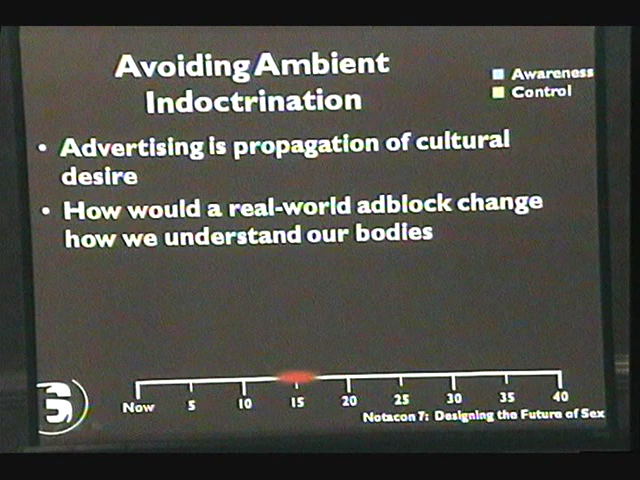 Avoiding Ambient
Indoctrination
Awareness
Control
• Advertising is propagation of cultural
desire
• How would a real-world adblock change
how we understand our bodies
Now 5 10 15 20 25 30 35 40
Notacon 7: Designing the Future of Sex